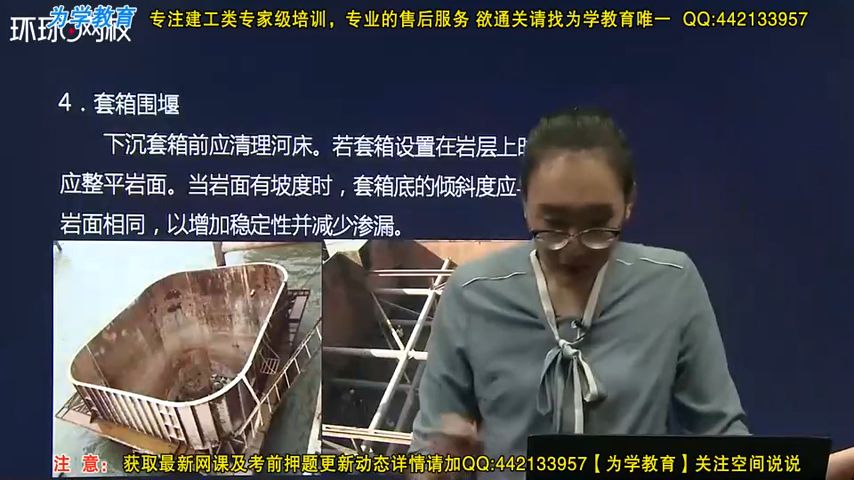 为学教育
环球网校
专注建工类专家级培训，专业的售后服务 欲通关请找为学教育唯一 QQ:442133957
4．套箱围堰
下沉套箱前应清理河床。若套箱设置在岩层上
应整平岩面。当岩面有坡度时，套箱底的倾斜度应
岩面相同，以增加稳定性并减少渗漏。
注 意： 获取最新网课及考前押题更新动态详情请加QQ:442133957【为学教育】关注空间说说